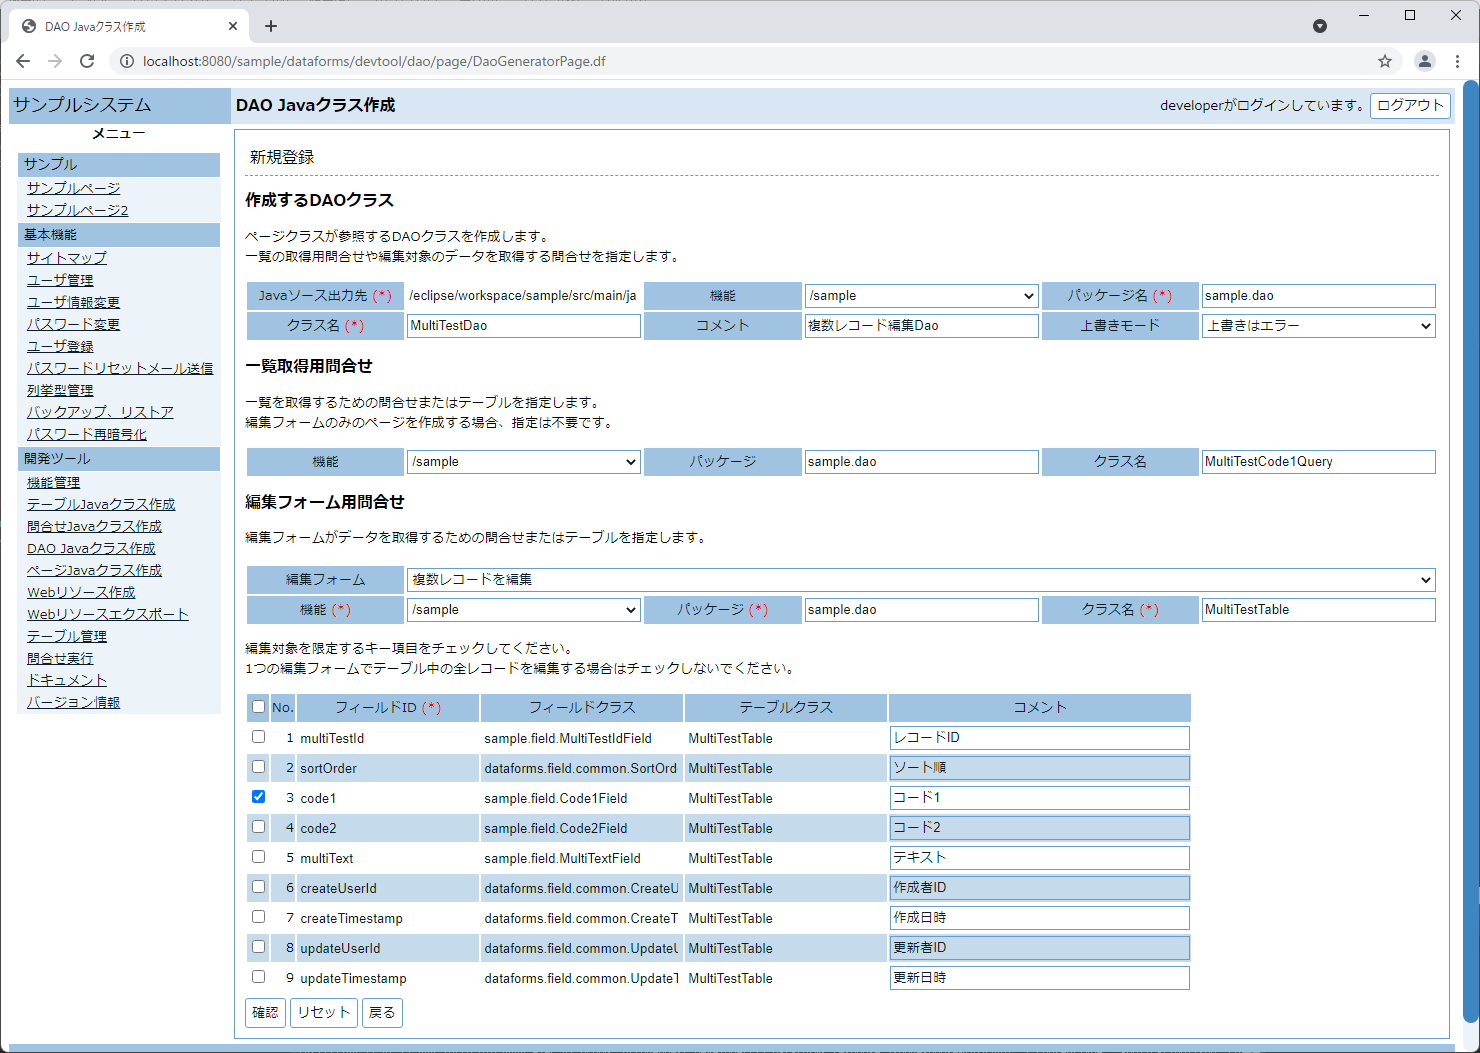 DAO Javaクラス作成
localhost:8080/sample/dataforms/devtool/dao/page/DaoGeneratorPage.df
サンプルシステム
DAO Javaクラス作成
developerがログインしています。 ログアウト
メニュー
サンプル
サンプルページ
サンプルページ2
基本機能
サイトマップ
ユーザ管理
ユーザ情報変更
パスワード変更
ユーザ登録
パスワードリセットメール送信
列挙型管理
バックアップ、リストア
パスワード再暗号化
開発ツール
機能管理
テーブルJavaクラス作成
問合せJavaクラス作成
DAO Javaクラス作成
ページJavaクラス作成
Webリソース作成
Webリソースエクスポート
テーブル管理
問合せ実行
ドキュメント
バージョン情報
新規登録
作成するDAOクラス
ページクラスが参照するDAOクラスを作成します。
一覧の取得用問合せや編集対象のデータを取得する問合せを指定します。
Javaソース出力先 (*) /eclipse/workspace/sample/src/main/ja 機能 /sample パッケージ名 (*) sample.dao
クラス名 (*) MultiTestDao コメント 複数レコード編集Dao 上書きモード 上書きはエラー
一覧取得用問合せ
一覧を取得するための問合せまたはテーブルを指定します。
編集フォームのみのページを作成する場合、指定は不要です。
機能 /sample パッケージ sample.dao クラス名 MultiTestCode1Query
編集フォーム用問合せ
編集フォームがデータを取得するための問合せまたはテーブルを指定します。
編集フォーム 複数レコードを編集
機能 (*) /sample パッケージ (*) sample.dao クラス名 (*) MultiTestTable
編集対象を限定するキー項目をチェックしてください。
1つの編集フォームでテーブル中の全レコードを編集する場合はチェックしないでください。
No. フィールドID (*) フィールドクラス テーブルクラス コメント
1 multiTestId sample.field.MultiTestIdField MultiTestTable レコードID
2 sortOrder dataforms.field.common.SortOrd MultiTestTable ソート順
3 code1 sample.field.Code1Field MultiTestTable コード1
4 code2 sample.field.Code2Field MultiTestTable コード2
5 multiText sample.field.MultiTextField MultiTestTable テキスト
6 createUserId dataforms.field.common.CreateU MultiTestTable 作成者ID
7 createTimestamp dataforms.field.common.CreateT MultiTestTable 作成日時
8 updateUserId dataforms.field.common.UpdateU MultiTestTable 更新者ID
9 updateTimestamp dataforms.field.common.UpdateT MultiTestTable 更新日時
確認 リセット 戻る